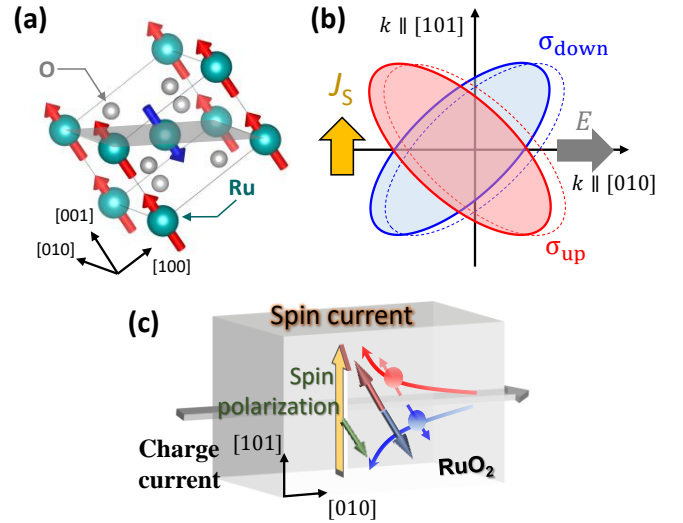 (a)
O
Ru
[001]
[010]
[100]
(b)
k ∥ [101]
σdown
JS
E
k ∥ [010]
σup
(c)
Spin current
Spin
polarization
Charge
current
[101]
[010]
RuO2